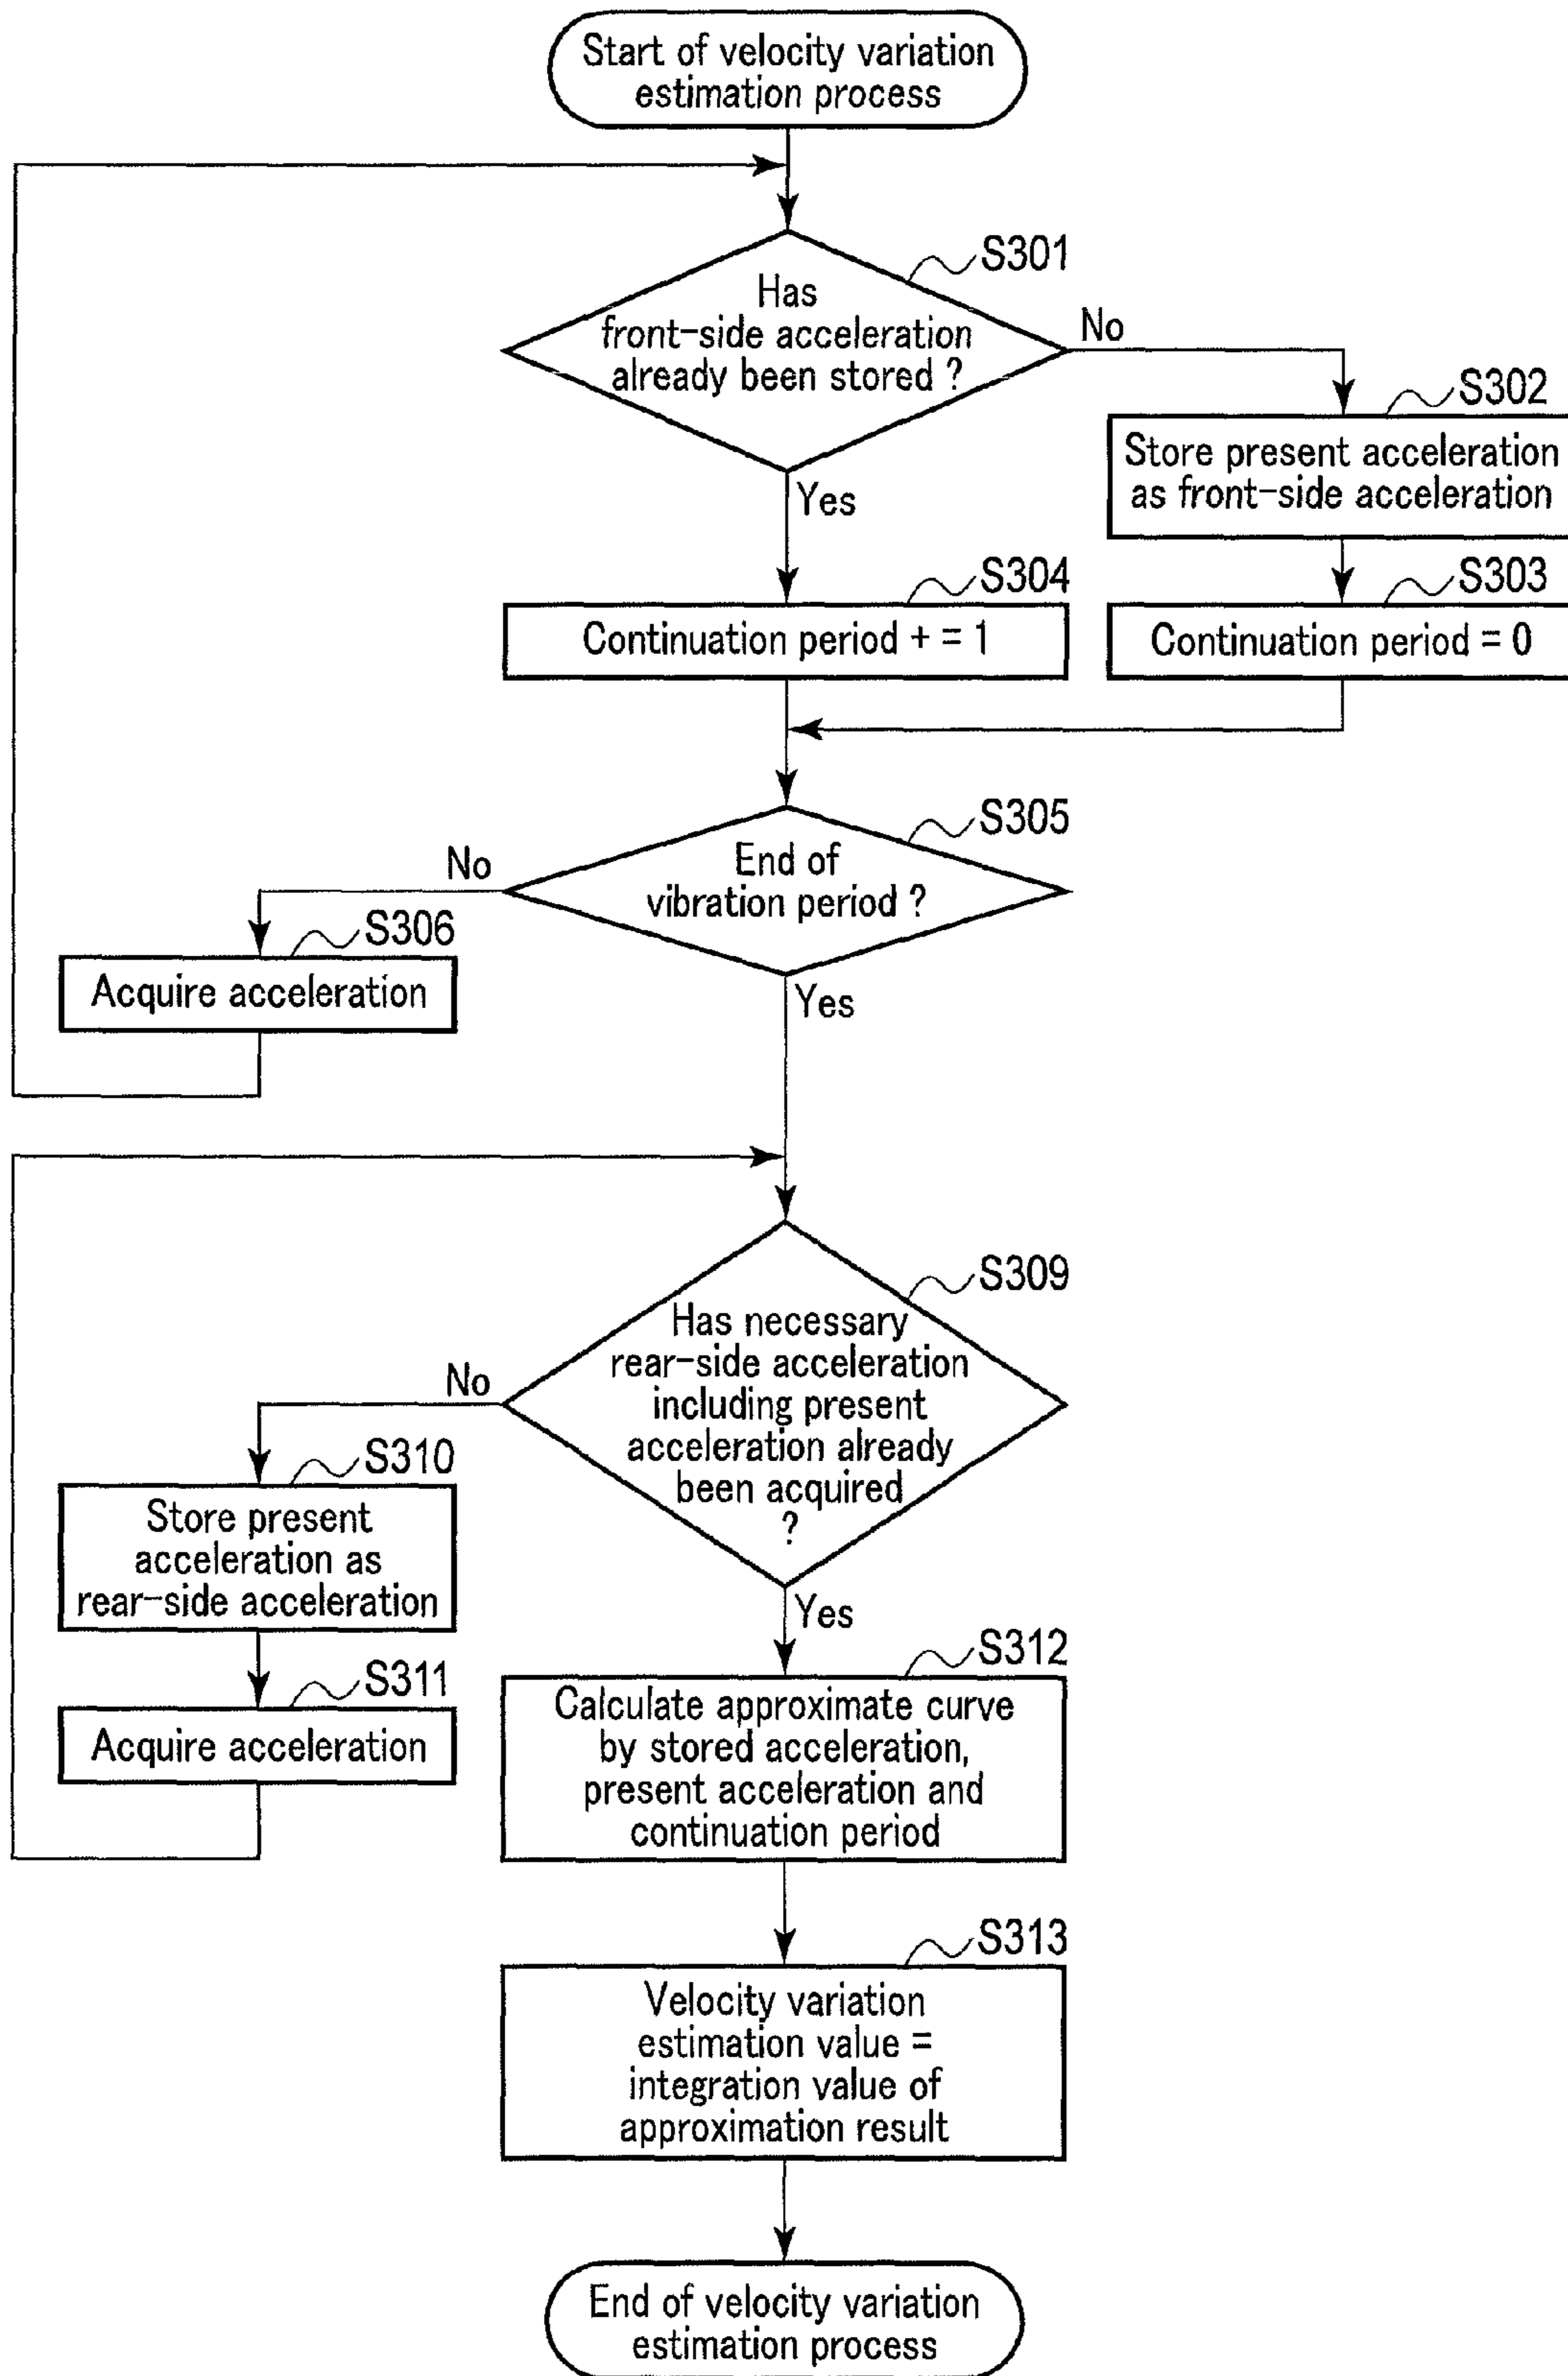 Start of velocity variation
estimation process
S301
Has
front-side acceleration
already been stored ?
No
S302
Store present acceleration
as front-side acceleration
Yes
S304
Continuation period + = 1
S303
Continuation period = 0
S305
End of
vibration period ?
No
S306
Acquire acceleration
Yes
S309
Has necessary
rear-side acceleration
including present
acceleration already
been acquired
?
No
S310
Store present
acceleration as
rear-side acceleration
S311
Acquire acceleration
Yes
S312
Calculate approximate curve
by stored acceleration,
present acceleration and
continuation period
S313
Velocity variation
estimation value =
integration value of
approximation result
End of velocity variation
estimation process